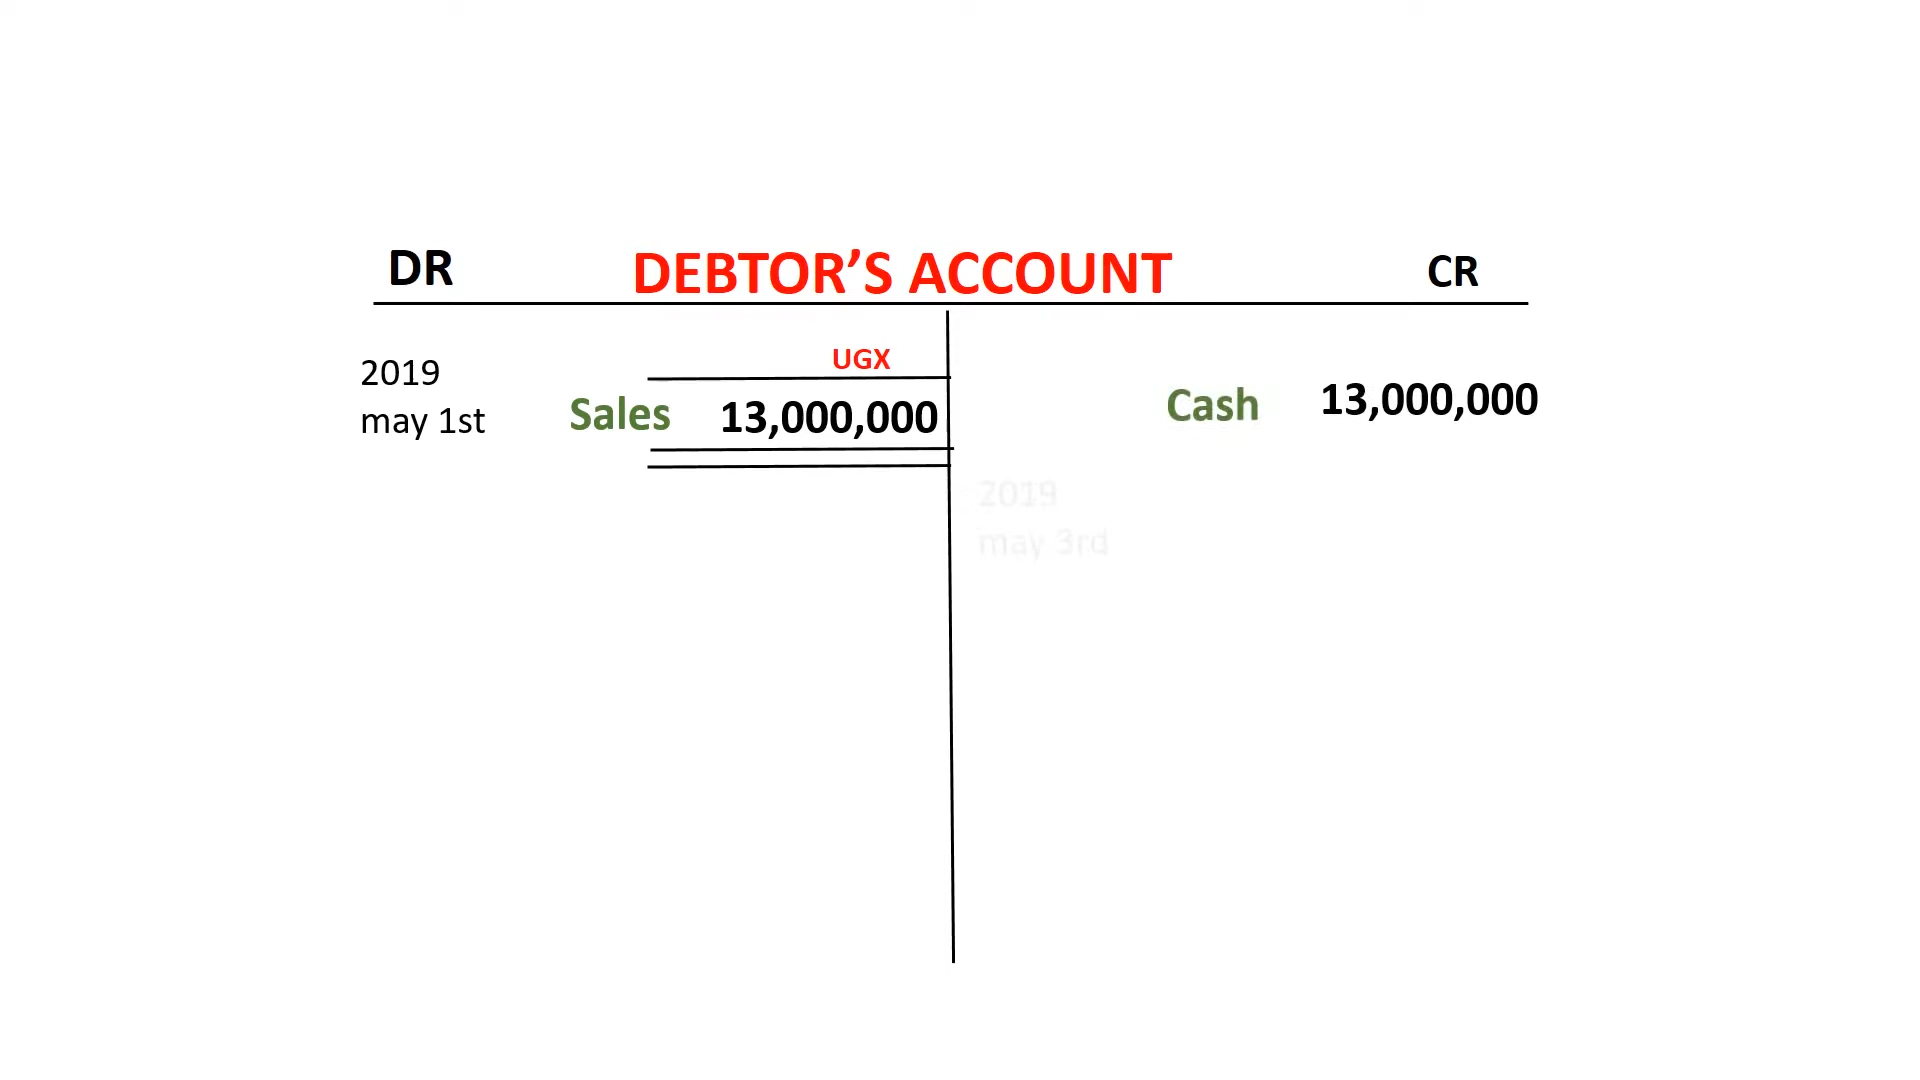 DR DEBTOR’S ACCOUNT CR
UGX
2019
may 1st
Sales 13,000,000
Cash 13,000,000
2019
may 3rd